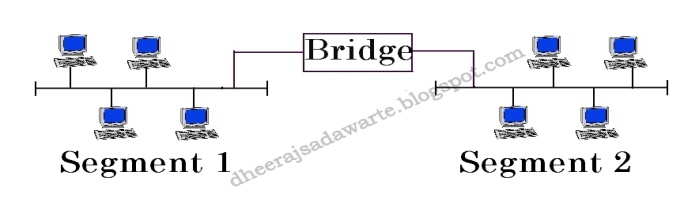 Bridge
Segment 1
Segment 2
dheerajsadawarte.blogspot.com